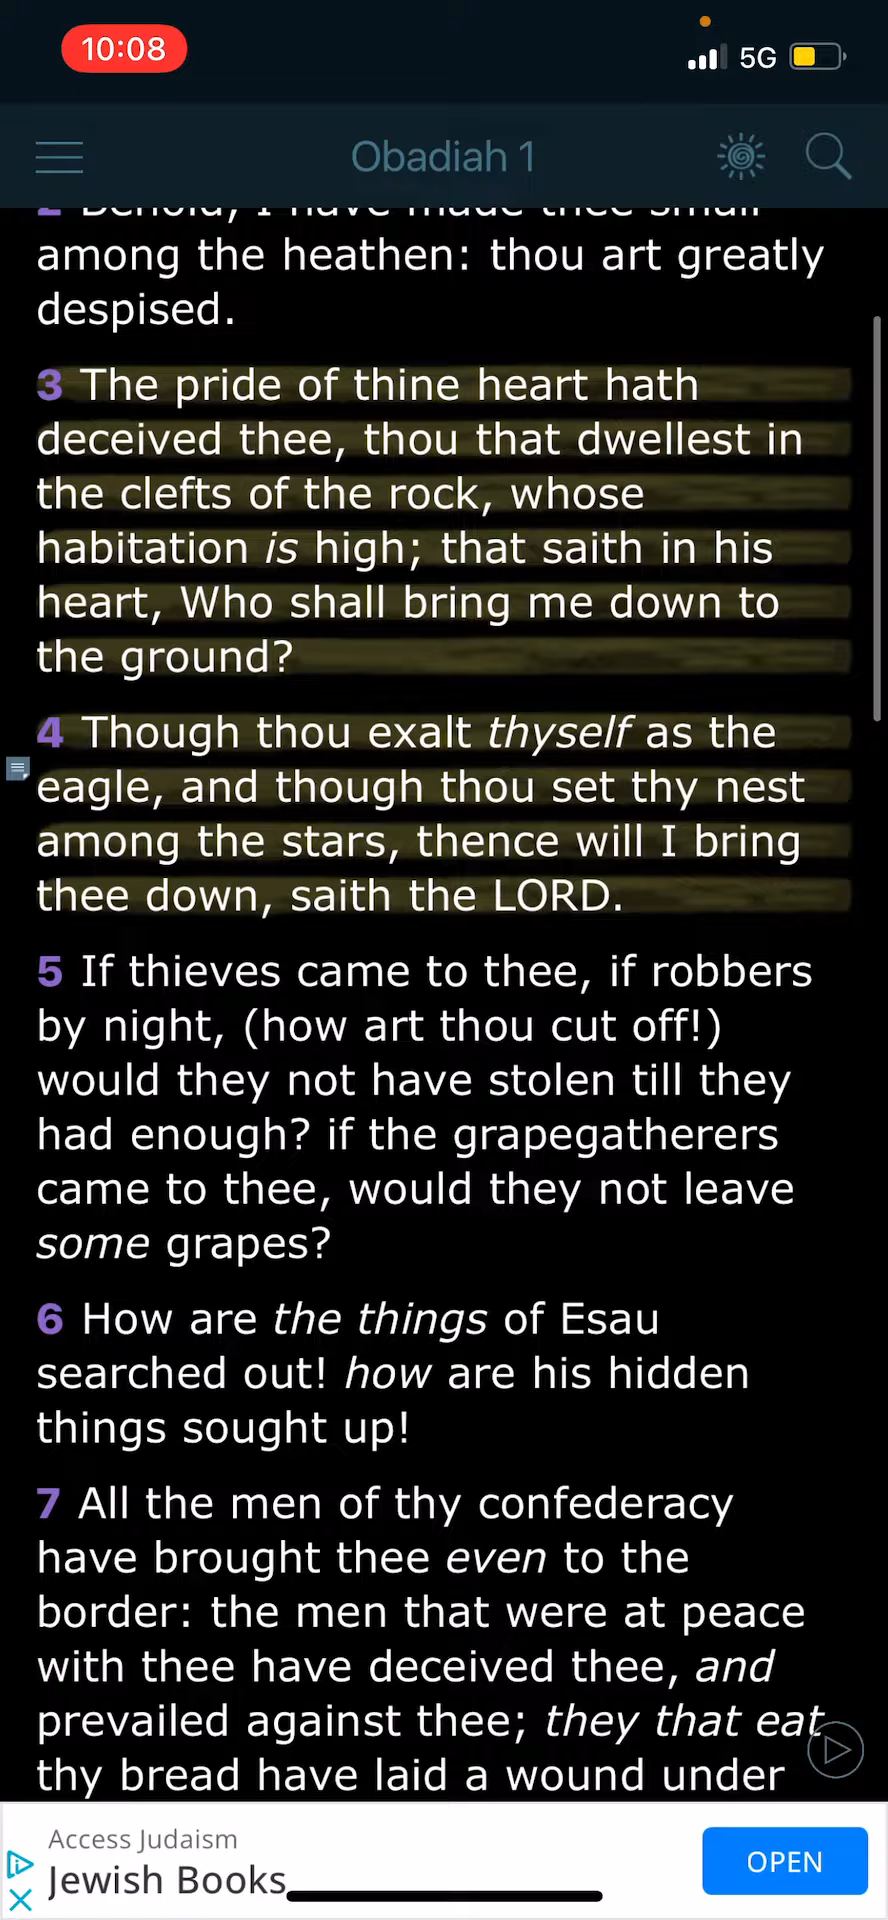 10:08
5G
Obadiah 1
2 Behold, I have made thee small
among the heathen: thou art greatly
despised.
3 The pride of thine heart hath
deceived thee, thou that dwellest in
the clefts of the rock, whose
habitation is high; that saith in his
heart, Who shall bring me down to
the ground?
4 Though thou exalt thyself as the
eagle, and though thou set thy nest
among the stars, thence will I bring
thee down, saith the LORD.
5 If thieves came to thee, if robbers
by night, (how art thou cut off!)
would they not have stolen till they
had enough? if the grapegatherers
came to thee, would they not leave
some grapes?
6 How are the things of Esau
searched out! how are his hidden
things sought up!
7 All the men of thy confederacy
have brought thee even to the
border: the men that were at peace
with thee have deceived thee, and
prevailed against thee; they that eat
thy bread have laid a wound under
Access Judaism
Jewish Books
OPEN